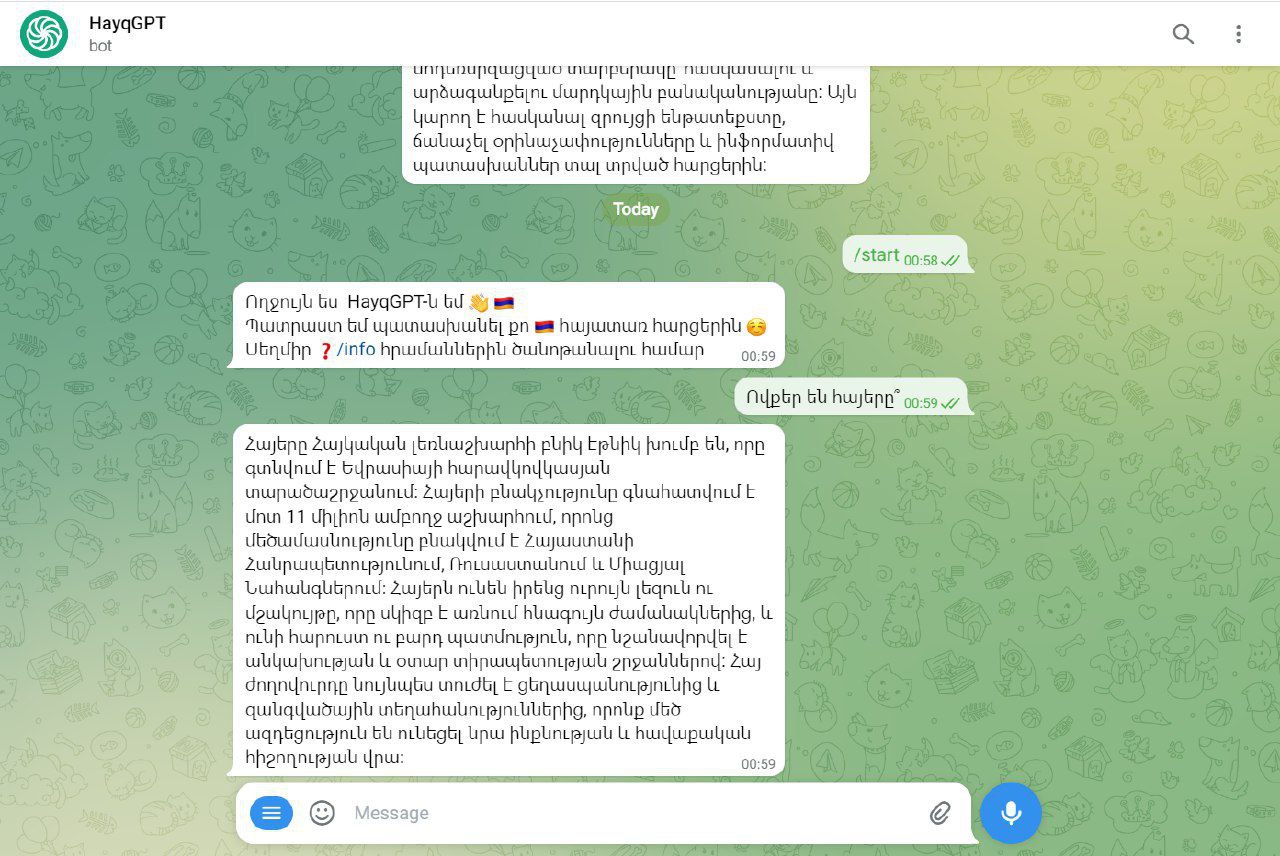 HayqGPT
bot
մոդեռնիզացված տարբերակը հասկանալու և
արձագանքելու մարդկային բանականությանը: Այն
կարող է հասկանալ զրույցի ենթատեքստը,
ճանաչել օրինաչափությունները և ինֆորմատիվ
պատասխաններ տալ տրված հարցերին:
Today
/start 00:58
Ողջույն ես HayqGPT-ն եմ 👋 🇦🇲
Պատրաստ եմ պատասխանել քո 🇦🇲 հայատառ հարցերին ☺️
Սեղմիր ❓/info հրամաններին ծանոթանալու համար 00:59
Ովքեր են հայերը՞ 00:59
Հայերը Հայկական լեռնաշխարհի բնիկ էթնիկ խումբ են, որը
գտնվում է Եվրասիայի հարավկովկասյան
տարածաշրջանում: Հայերի բնակչությունը գնահատվում է
մոտ 11 միլիոն ամբողջ աշխարհում, որոնց
մեծամասնությունը բնակվում է Հայաստանի
Հանրապետությունում, Ռուսաստանում և Միացյալ
Նահանգներում: Հայերն ունեն իրենց ուրույն լեզուն ու
մշակույթը, որը սկիզբ է առնում հնագույն ժամանակներից, և
ունի հարուստ ու բարդ պատմություն, որը նշանավորվել է
անկախության և օտար տիրապետության շրջաններով: Հայ
ժողովուրդը նույնպես տուժել է ցեղասպանությունից և
զանգվածային տեղահանություններից, որոնք մեծ
ազդեցություն են ունեցել նրա ինքնության և հավաքական
հիշողության վրա: 00:59
Message